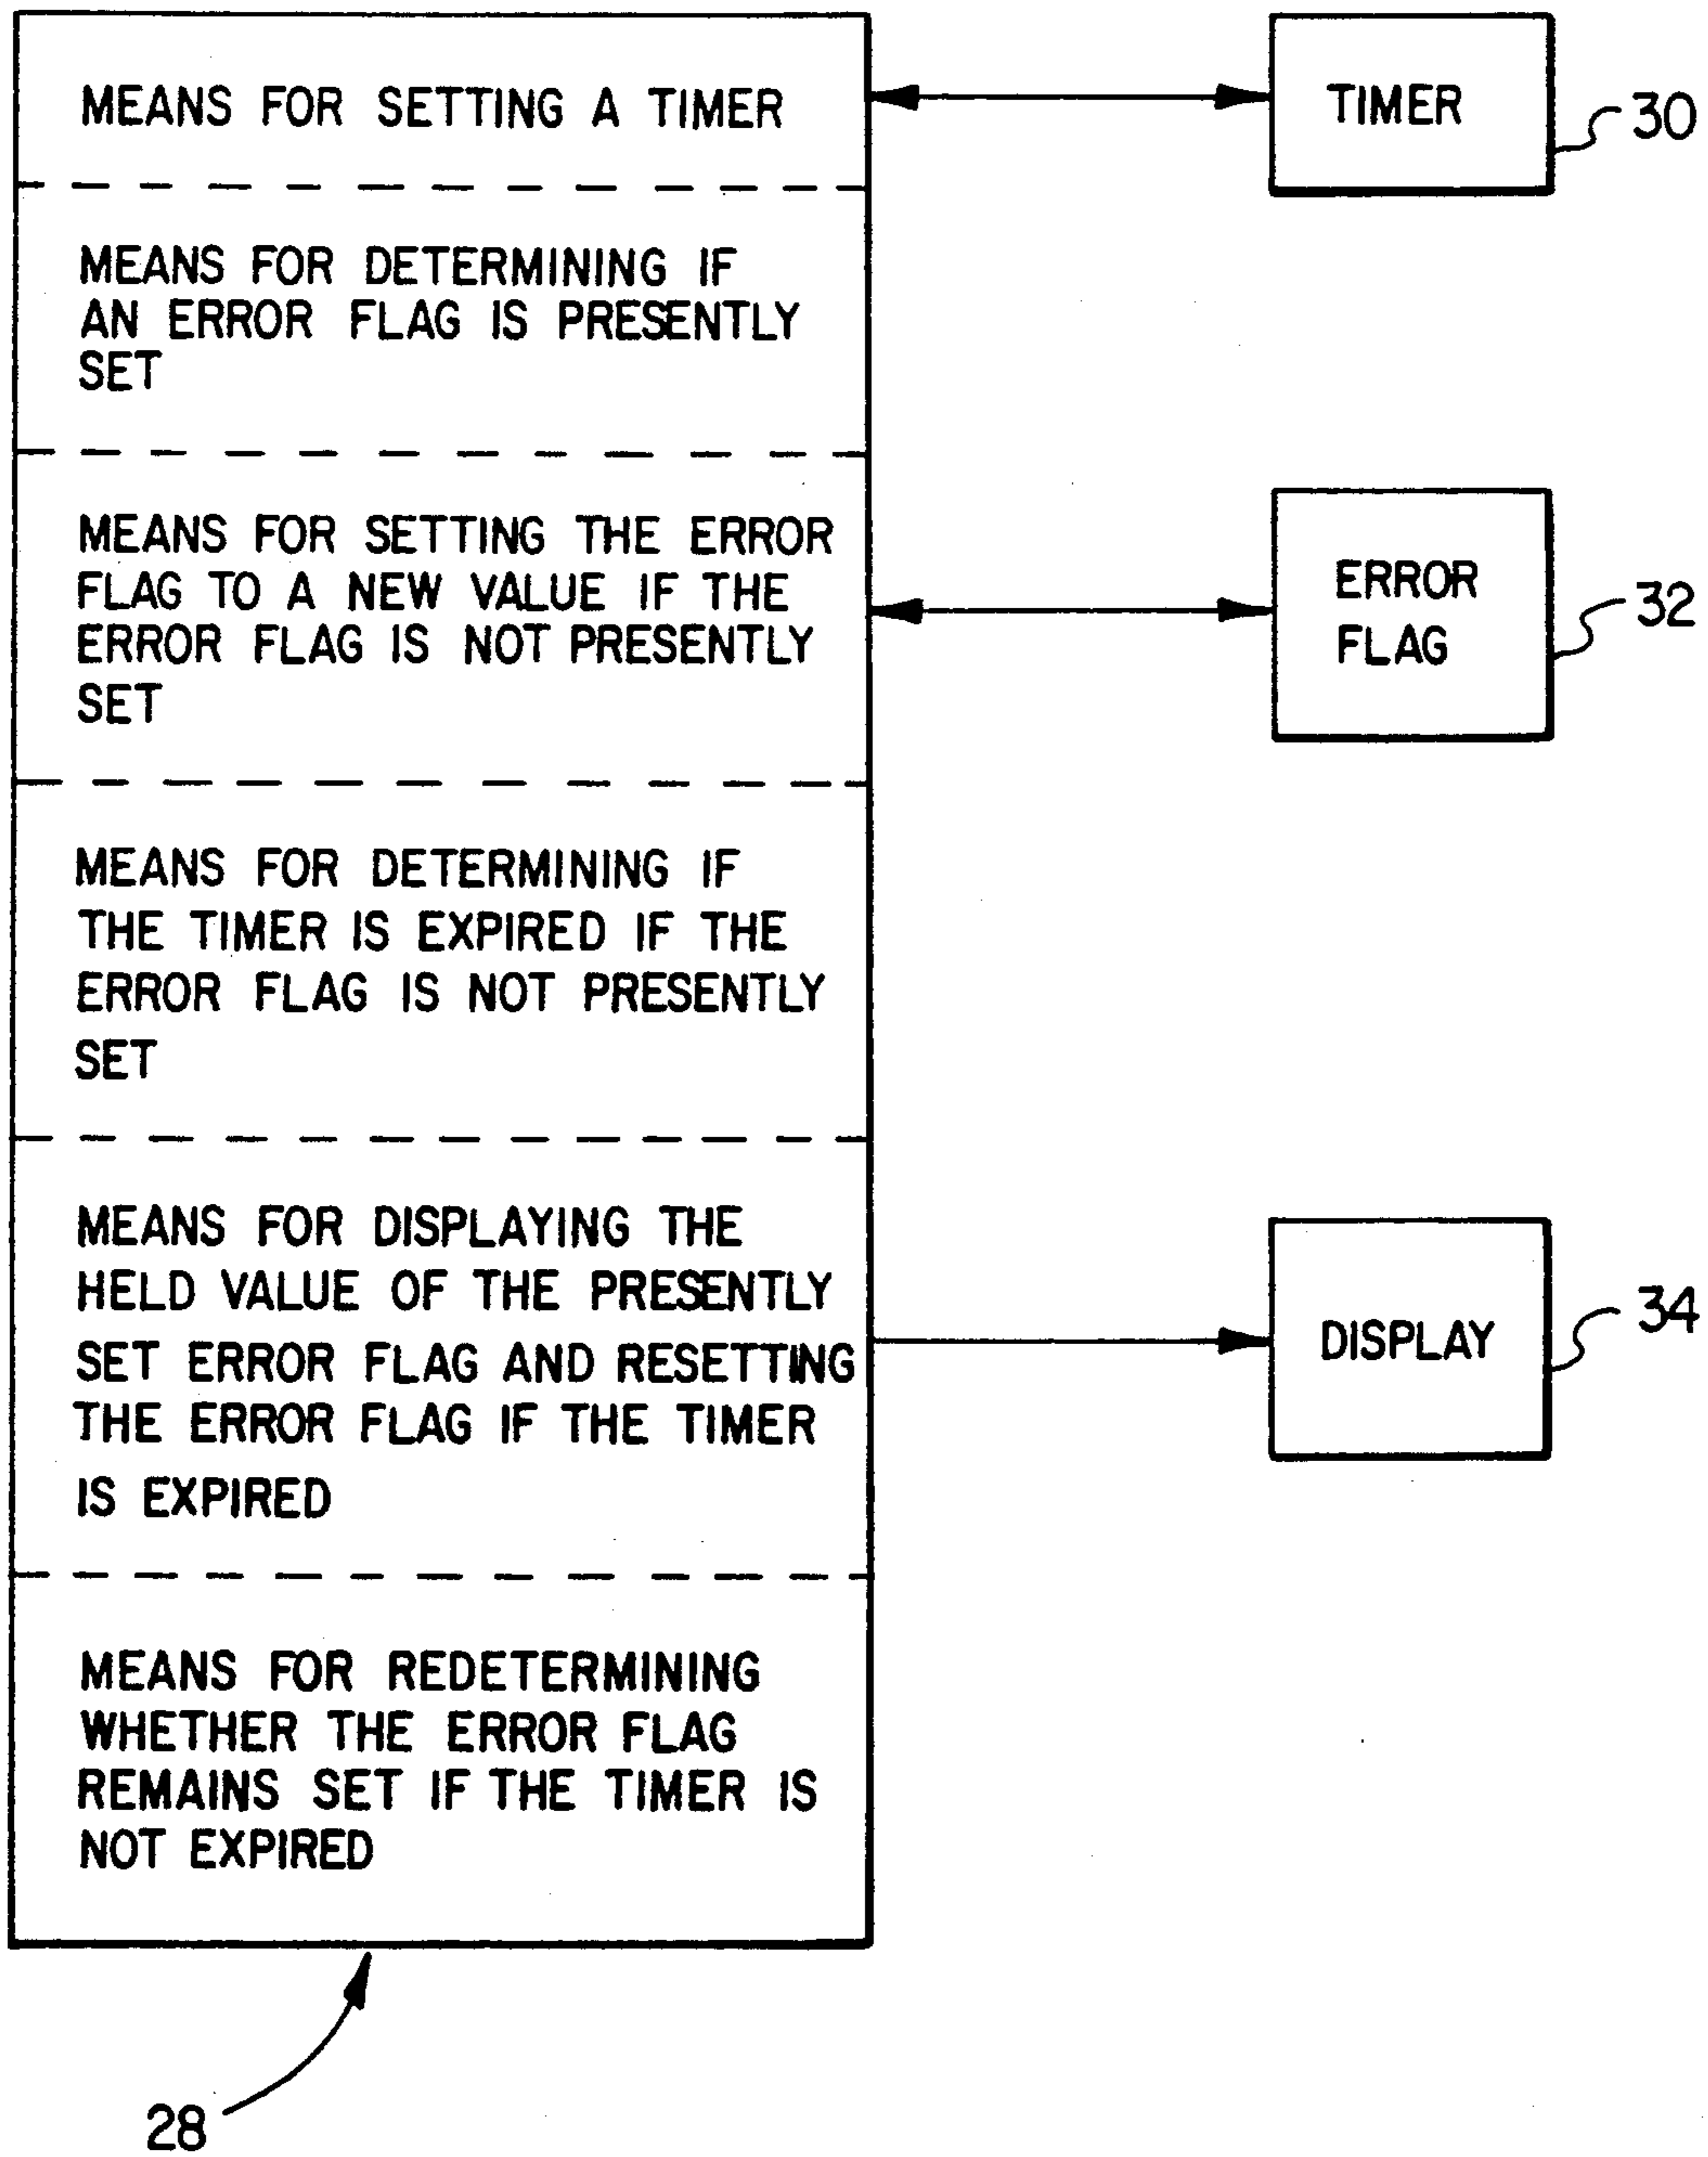 MEANS FOR SETTING A TIMER
TIMER
30
MEANS FOR DETERMINING IF
AN ERROR FLAG IS PRESENTLY
SET
MEANS FOR SETTING THE ERROR
FLAG TO A NEW VALUE IF THE
ERROR FLAG IS NOT PRESENTLY
SET
ERROR
FLAG
32
MEANS FOR DETERMINING IF
THE TIMER IS EXPIRED IF THE
ERROR FLAG IS NOT PRESENTLY
SET
MEANS FOR DISPLAYING THE
HELD VALUE OF THE PRESENTLY
SET ERROR FLAG AND RESETTING
THE ERROR FLAG IF THE TIMER
IS EXPIRED
DISPLAY
34
MEANS FOR REDETERMINING
WHETHER THE ERROR FLAG
REMAINS SET IF THE TIMER IS
NOT EXPIRED
28